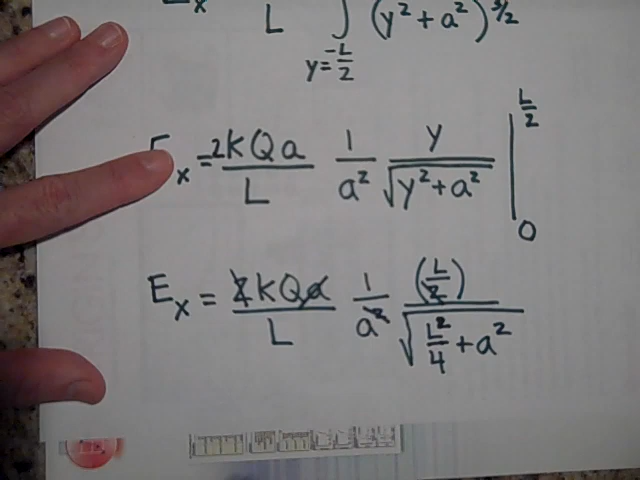 Eₓ L ∫ y=-L/2 (y²+a²)^3/2
Eₓ = 2kQa/L 1/a² y/√(y²+a²) | L/2 0
Eₓ = 2kQa/L 1/a² (L/2)/√(L²/4+a²)